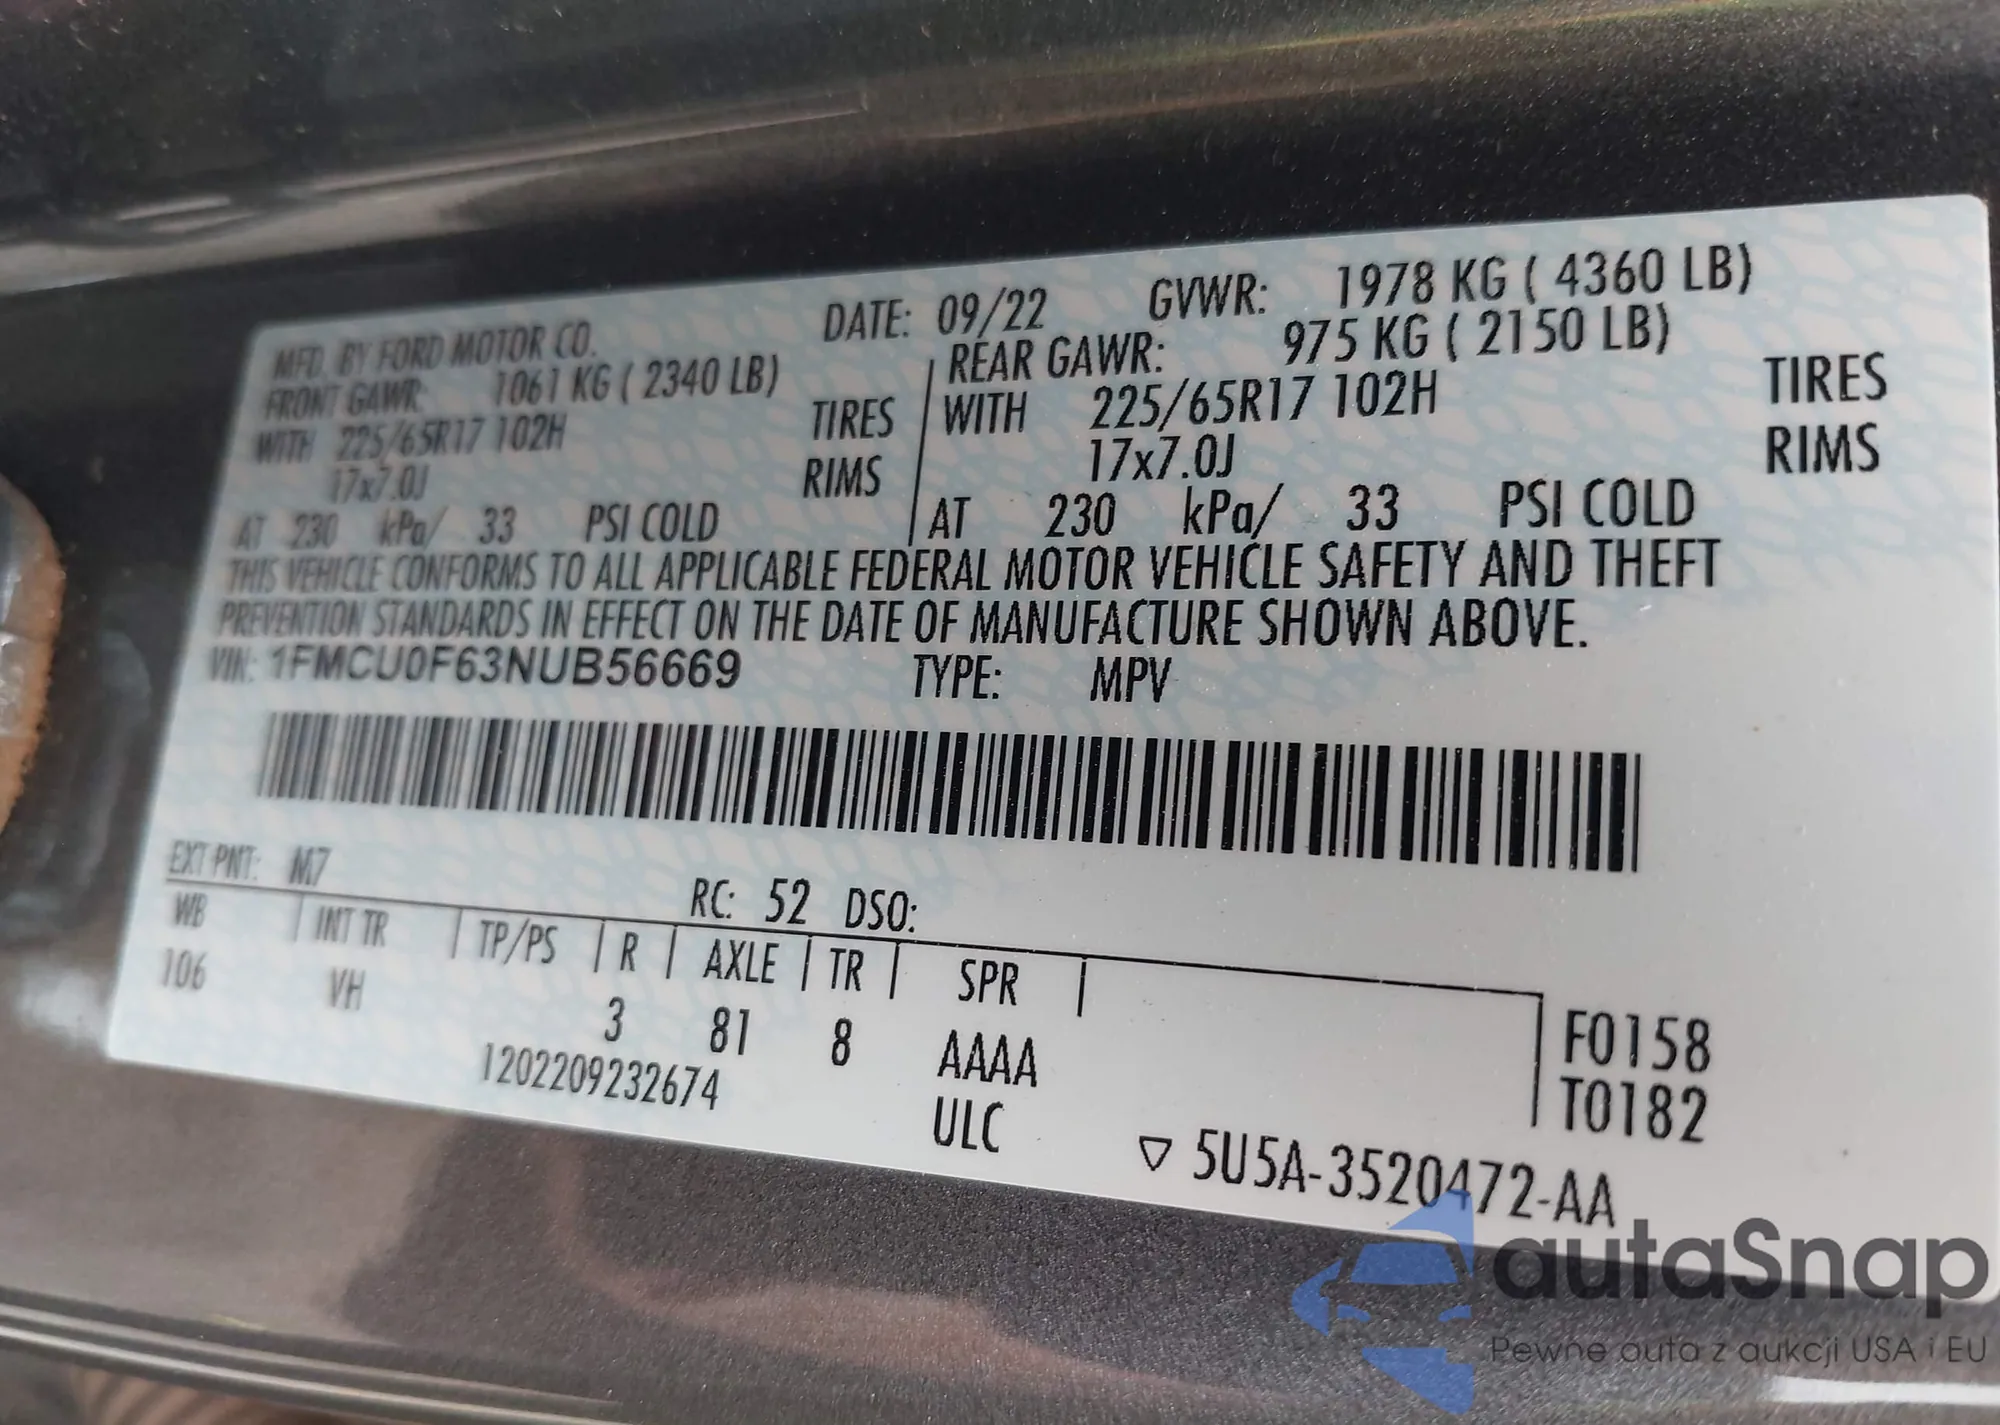 MFD. BY FORD MOTOR CO. DATE: 09/22 GVWR: 1978 KG ( 4360 LB)
FRONT GAWR: 1061 KG ( 2340 LB) REAR GAWR: 975 KG ( 2150 LB)
WITH 225/65R17 102H TIRES WITH 225/65R17 102H TIRES
17x7.0J RIMS 17x7.0J RIMS
AT 230 kPa/ 33 PSI COLD AT 230 kPa/ 33 PSI COLD
THIS VEHICLE CONFORMS TO ALL APPLICABLE FEDERAL MOTOR VEHICLE SAFETY AND THEFT
PREVENTION STANDARDS IN EFFECT ON THE DATE OF MANUFACTURE SHOWN ABOVE.
VIN: 1FMCU0F63NUB56669 TYPE: MPV
EXT PNT: M7 RC: 52 DSO:
WB INT TR TP/PS R AXLE TR SPR
106 VH 3 81 8 AAAA F0158
1202209232674 ULC T0182
▽ 5U5A-3520472-AA
autaSnap
Pewne auta z aukcji USA i EU